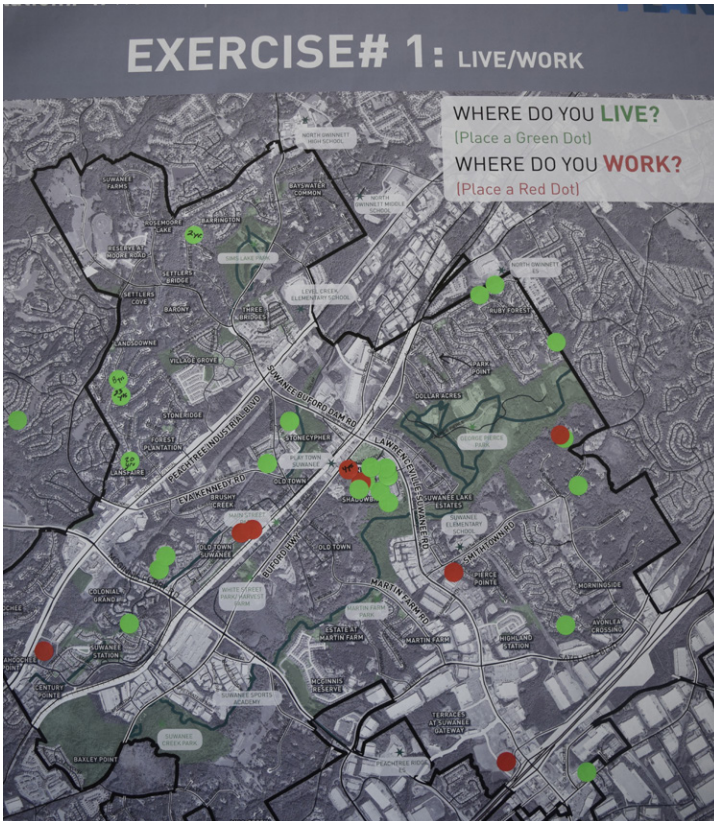 EXERCISE# 1: LIVE/WORK
WHERE DO YOU LIVE?
(Place a Green Dot)
WHERE DO YOU WORK?
(Place a Red Dot)
NORTH GWINNETT
HIGH SCHOOL
SUWANEE
FARMS
BAYSWATER
COMMON
NORTH
GWINNETT MIDDLE
SCHOOL
ROSEMOORE
LAKE
BARRINGTON
2yrs
RESERVE AT
MOORE ROAD
SIMS LAKE PARK
SETTLERS
BRIDGE
NORTH GWINNETT
ES
SETTLERS
COVE
LEVEL CREEK
ELEMENTARY SCHOOL
BARONY
THREE
BRIDGES
RUBY FOREST
LANDSDOWNE
VILLAGE GROVE
PARK
POINT
SUWANEE BUFORD DAM RD
DOLLAR ACRES
STONERIDGE
PEACHTREE INDUSTRIAL BLVD
STONECYPHER
GEORGE PIERCE
PARK
FOREST
PLANTATION
LAWRENCEVILLE SUWANEE RD
PLAY TOWN
SUWANEE
LANSFAIRE
EVA KENNEDY RD
OLD TOWN
BRUSHY
CREEK
SUWANEE LAKE
ESTATES
MAIN STREET
SUWANEE
ELEMENTARY
SCHOOL
SMITHTOWN RD
OLD TOWN
SUWANEE
BUFORD HWY
OLD TOWN
PIERCE
POINTE
MORNINGSIDE
COLONIAL
GRAND
WHITE STREET
PARK/HARVEST
FARM
MARTIN FARM RD
MARTIN FARM
PARK
AVONLEA
CROSSING
ESTATE AT
MARTIN FARM
MARTIN FARM
HIGHLAND
STATION
SUWANEE
STATION
CENTURY
POINTE
MCGINNIS
RESERVE
SUWANEE SPORTS
ACADEMY
TERRACES
AT SUWANEE
GATEWAY
SUWANEE
CREEK PARK
BAXLEY POINT
PEACHTREE RIDGE
ES